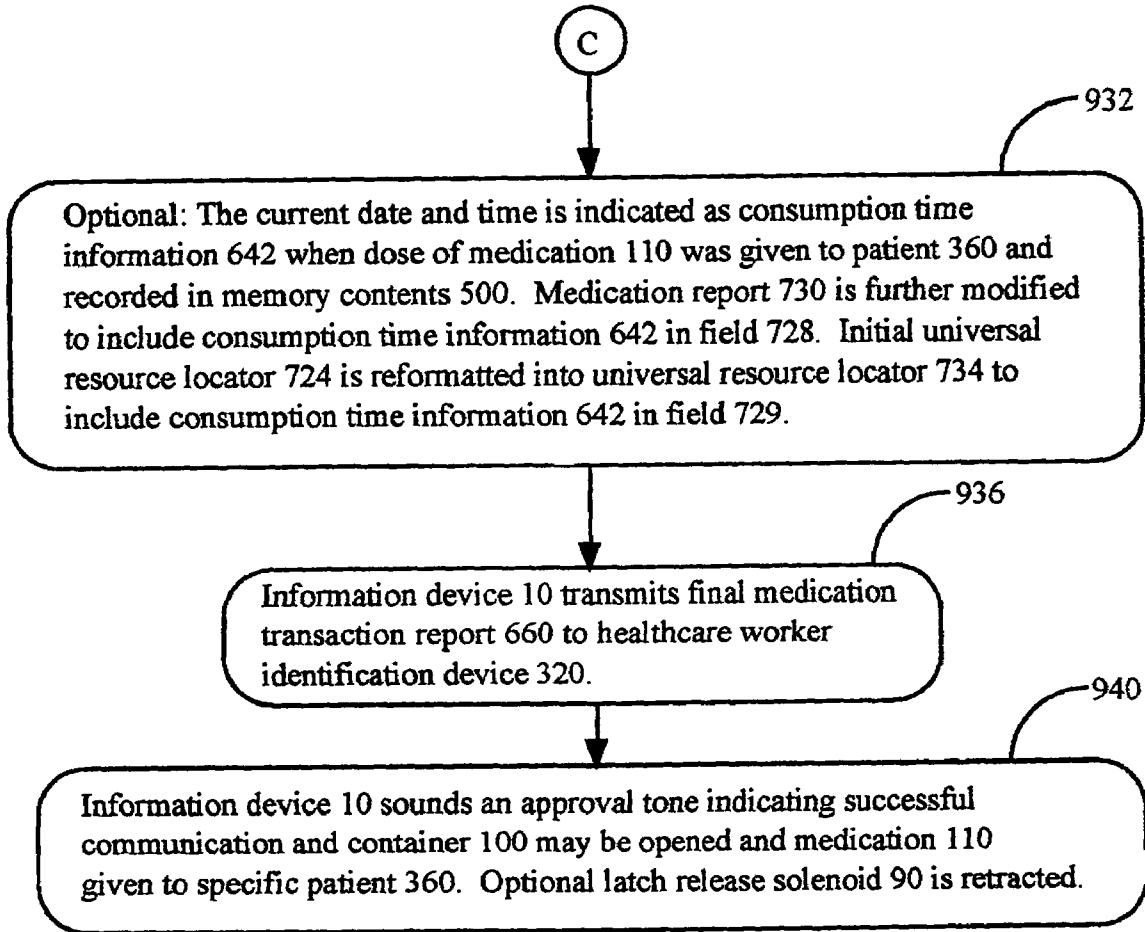 C
932
Optional: The current date and time is indicated as consumption time
information 642 when dose of medication 110 was given to patient 360 and
recorded in memory contents 500. Medication report 730 is further modified
to include consumption time information 642 in field 728. Initial universal
resource locator 724 is reformatted into universal resource locator 734 to
include consumption time information 642 in field 729.
936
Information device 10 transmits final medication
transaction report 660 to healthcare worker
identification device 320.
940
Information device 10 sounds an approval tone indicating successful
communication and container 100 may be opened and medication 110
given to specific patient 360. Optional latch release solenoid 90 is retracted.